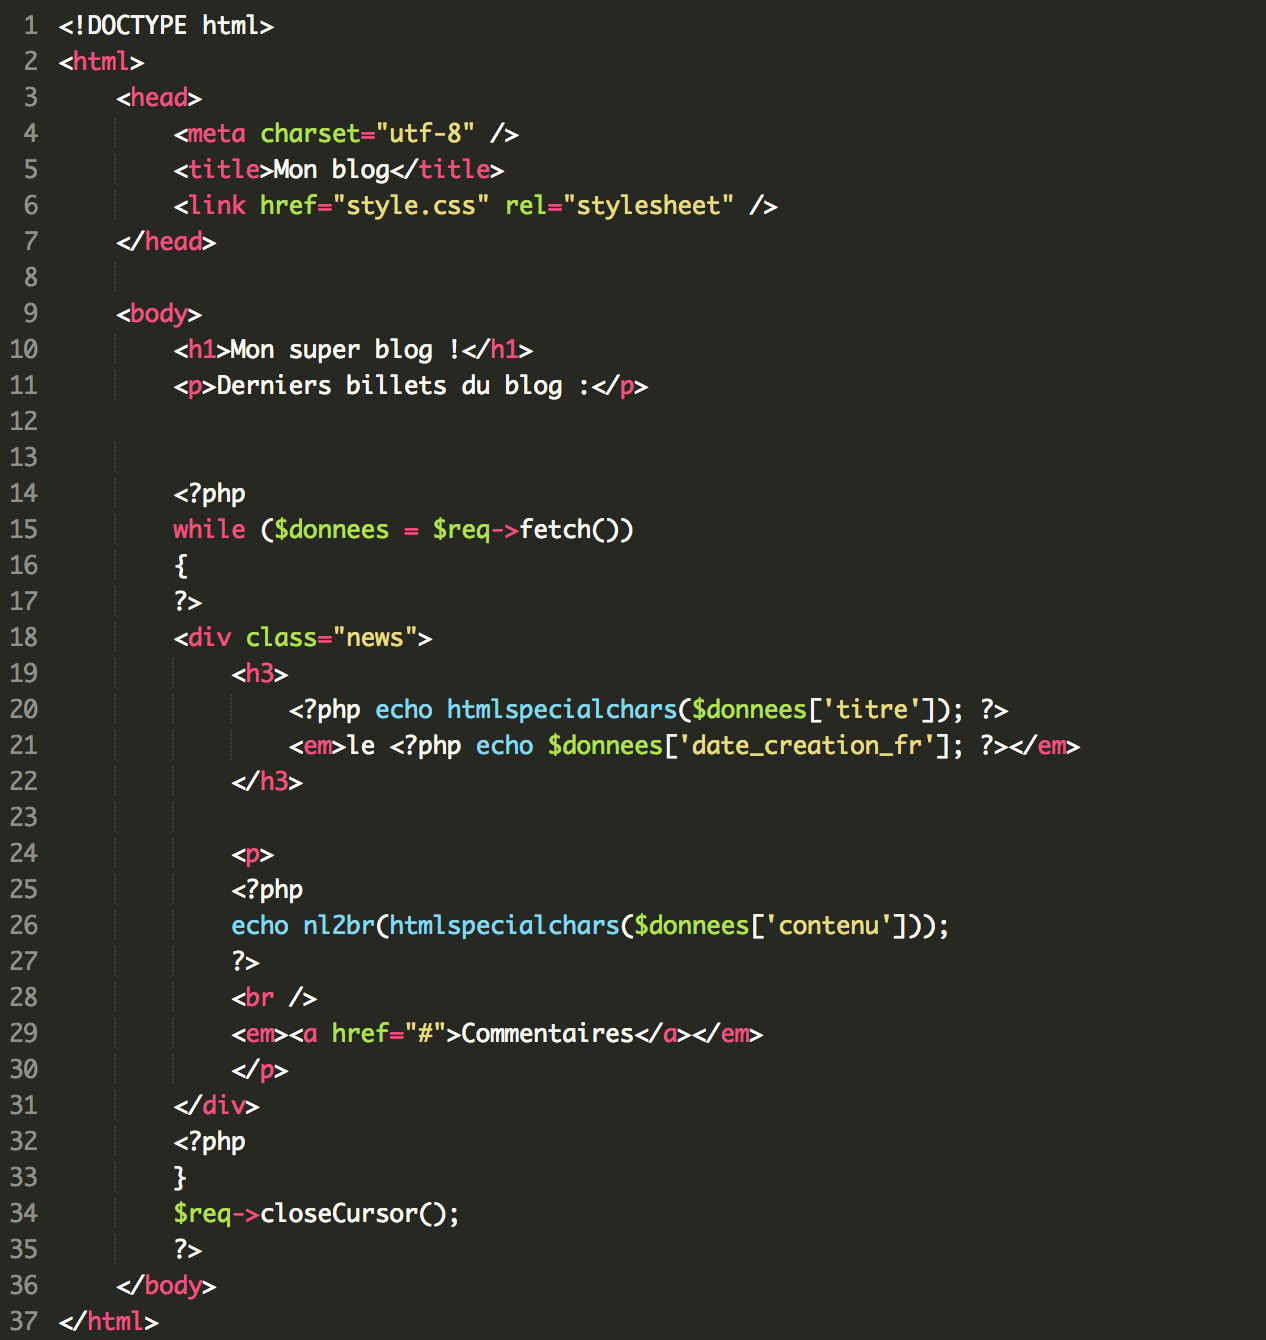 1 <!DOCTYPE html>
2 <html>
3     <head>
4         <meta charset="utf-8" />
5         <title>Mon blog</title>
6         <link href="style.css" rel="stylesheet" />
7     </head>
8
9     <body>
10         <h1>Mon super blog !</h1>
11         <p>Derniers billets du blog :</p>
12
13
14         <?php
15         while ($donnees = $req->fetch())
16         {
17         ?>
18         <div class="news">
19             <h3>
20                 <?php echo htmlspecialchars($donnees['titre']); ?>
21                 <em>le <?php echo $donnees['date_creation_fr']; ?></em>
22             </h3>
23
24             <p>
25             <?php
26             echo nl2br(htmlspecialchars($donnees['contenu']));
27             ?>
28             <br />
29             <em><a href="#">Commentaires</a></em>
30             </p>
31         </div>
32         <?php
33         }
34         $req->closeCursor();
35         ?>
36     </body>
37 </html>